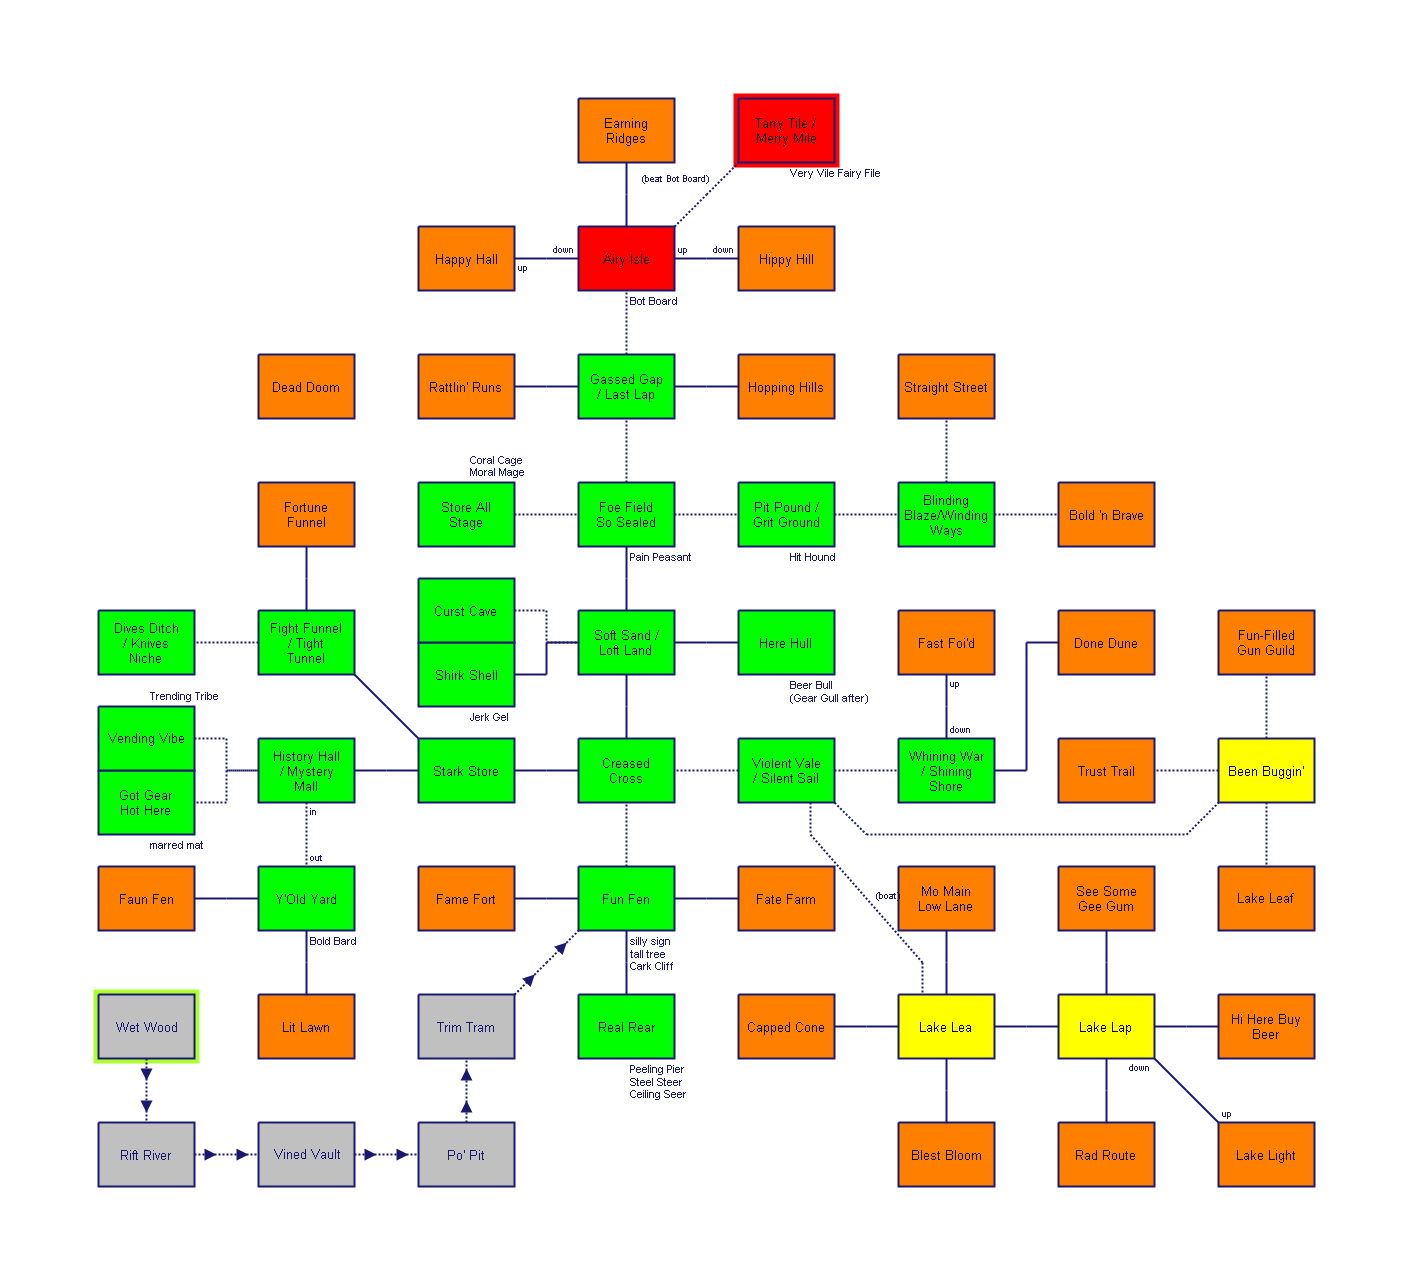 Earning
Ridges
Tarry Tile /
Merry Mile
(beat Bot Board)
Very Vile Fairy File
Happy Hall
down
up
Airy Isle
up
down
Hippy Hill
Bot Board
Dead Doom
Rattlin' Runs
Gassed Gap
/ Last Lap
Hopping Hills
Straight Street
Coral Cage
Moral Mage
Fortune
Funnel
Store All
Stage
Foe Field
So Sealed
Pit Pound /
Grit Ground
Blinding
Blaze/Winding
Ways
Bold 'n Brave
Pain Peasant
Hit Hound
Dives Ditch
/ Knives
Niche
Fight Funnel
/ Tight
Tunnel
Curst Cave
Shirk Shell
Soft Sand /
Loft Land
Here Hull
Fast Foi'd
Done Dune
Fun-Filled
Gun Guild
Beer Bull
(Gear Gull after)
up
Trending Tribe
Jerk Gel
down
Vending Vibe
Got Gear
Hot Here
History Hall
/ Mystery
Mall
Stark Store
Creased
Cross
Violent Vale
/ Silent Sail
Whining War
/ Shining
Shore
Trust Trail
Been Buggin'
in
marred mat
out
Faun Fen
Y'Old Yard
Fame Fort
Fun Fen
Fate Farm
(boat)
Mo Main
Low Lane
See Some
Gee Gum
Lake Leaf
Bold Bard
silly sign
tall tree
Cark Cliff
Wet Wood
Lit Lawn
Trim Tram
Real Rear
Capped Cone
Lake Lea
Lake Lap
Hi Here Buy
Beer
Peeling Pier
Steel Steer
Ceiling Seer
down
up
Rift River
Vined Vault
Po' Pit
Blest Bloom
Rad Route
Lake Light